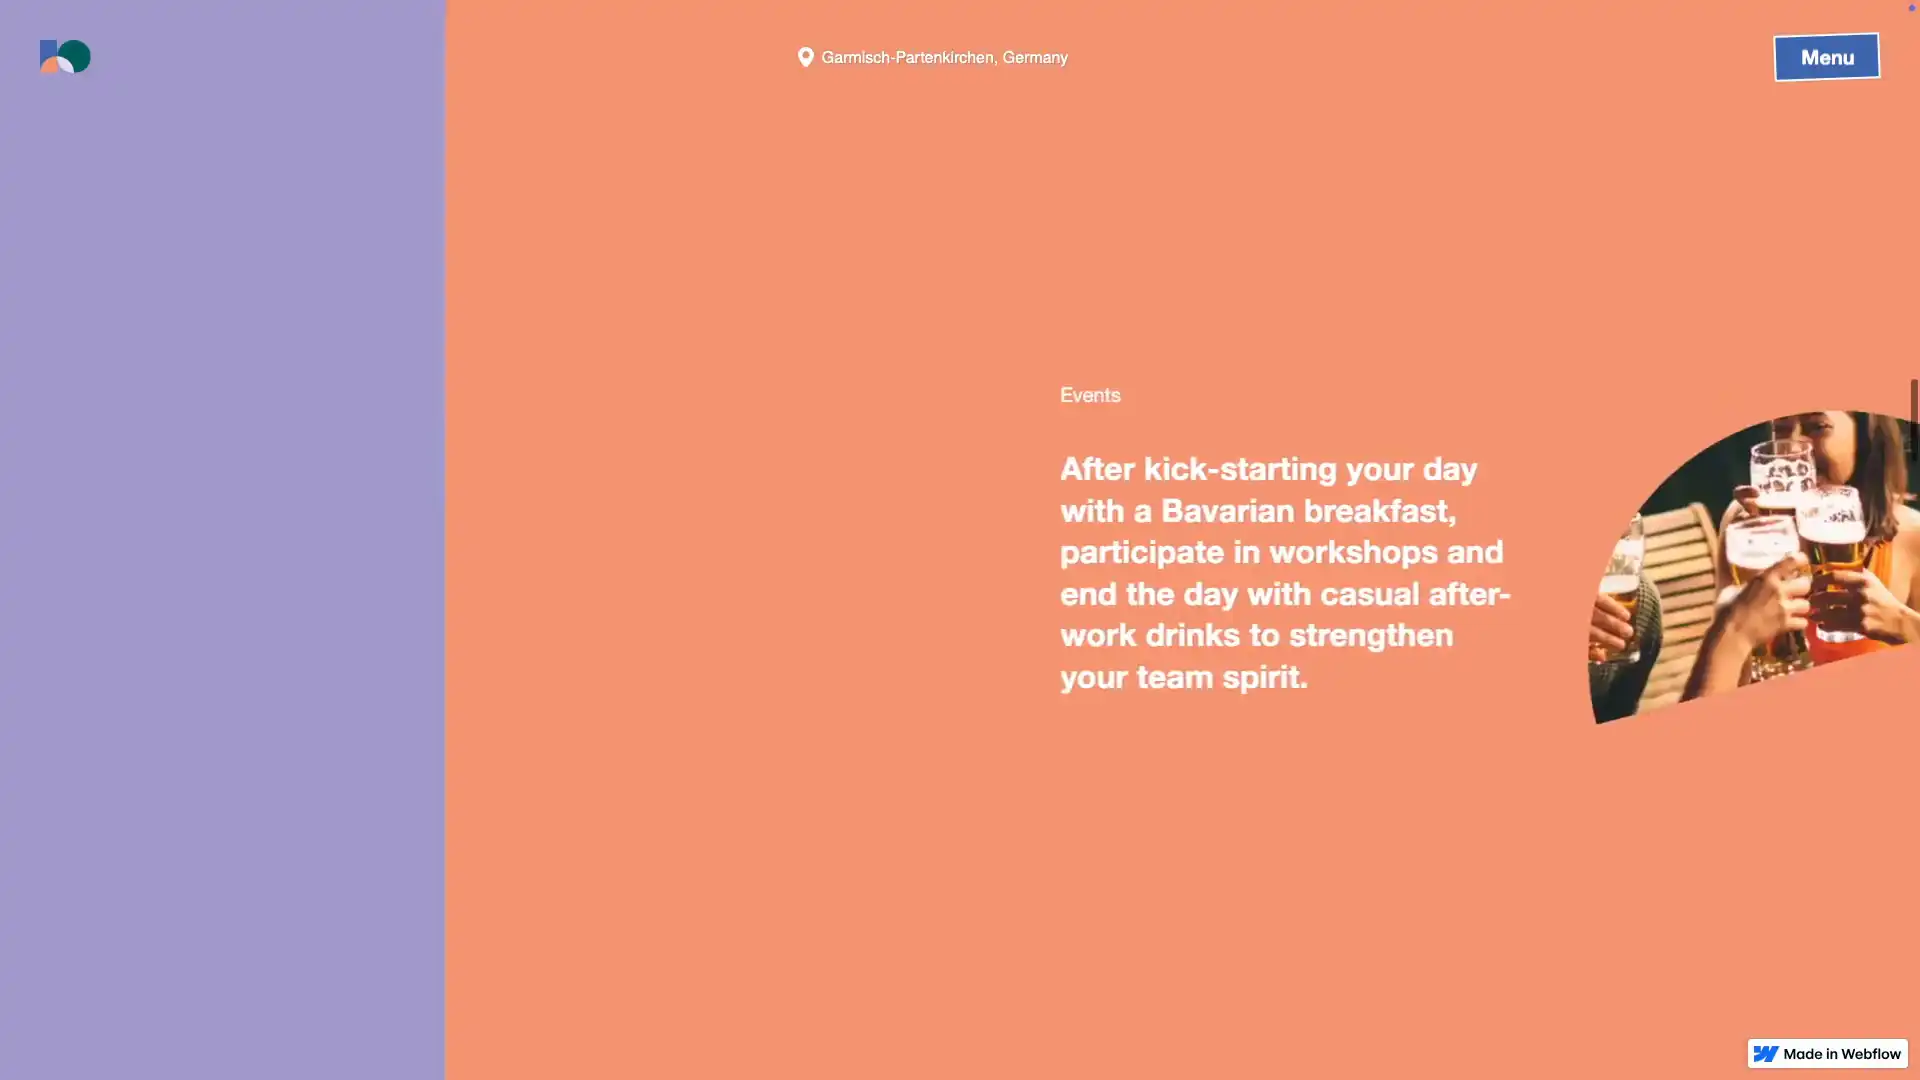 Garmisch-Partenkirchen, Germany
Menu
Events
After kick-starting your day
with a Bavarian breakfast,
participate in workshops and
end the day with casual after-
work drinks to strengthen
your team spirit.
Made in Webflow